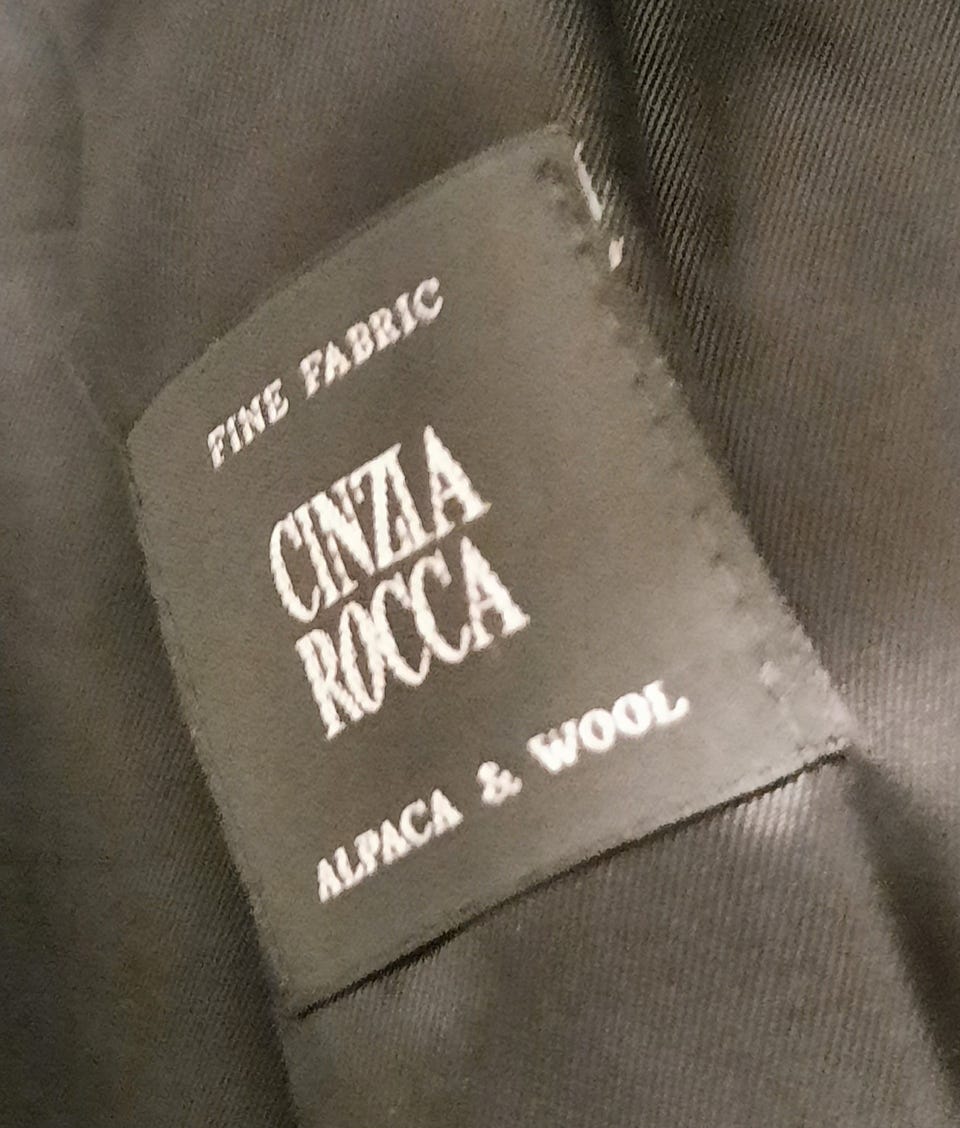 FINE FABRIC
CINZIA
ROCCA
ALPACA & WOOL